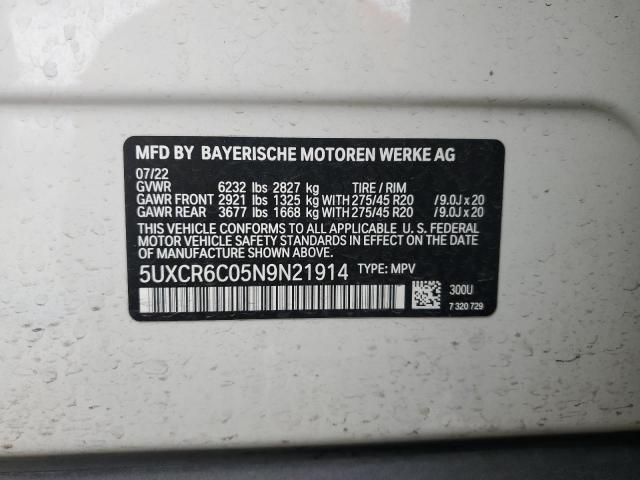 MFD BY BAYERISCHE MOTOREN WERKE AG
07/22
GVWR 6232 lbs 2827 kg TIRE / RIM
GAWR FRONT 2921 lbs 1325 kg WITH 275/45 R20 /9.0J x 20
GAWR REAR 3677 lbs 1668 kg WITH 275/45 R20 /9.0J x 20
THIS VEHICLE CONFORMS TO ALL APPLICABLE U. S. FEDERAL
MOTOR VEHICLE SAFETY STANDARDS IN EFFECT ON THE DATE OF
MANUFACTURE SHOWN ABOVE.
5UXCR6C05N9N21914 TYPE: MPV
300U
7 320 729